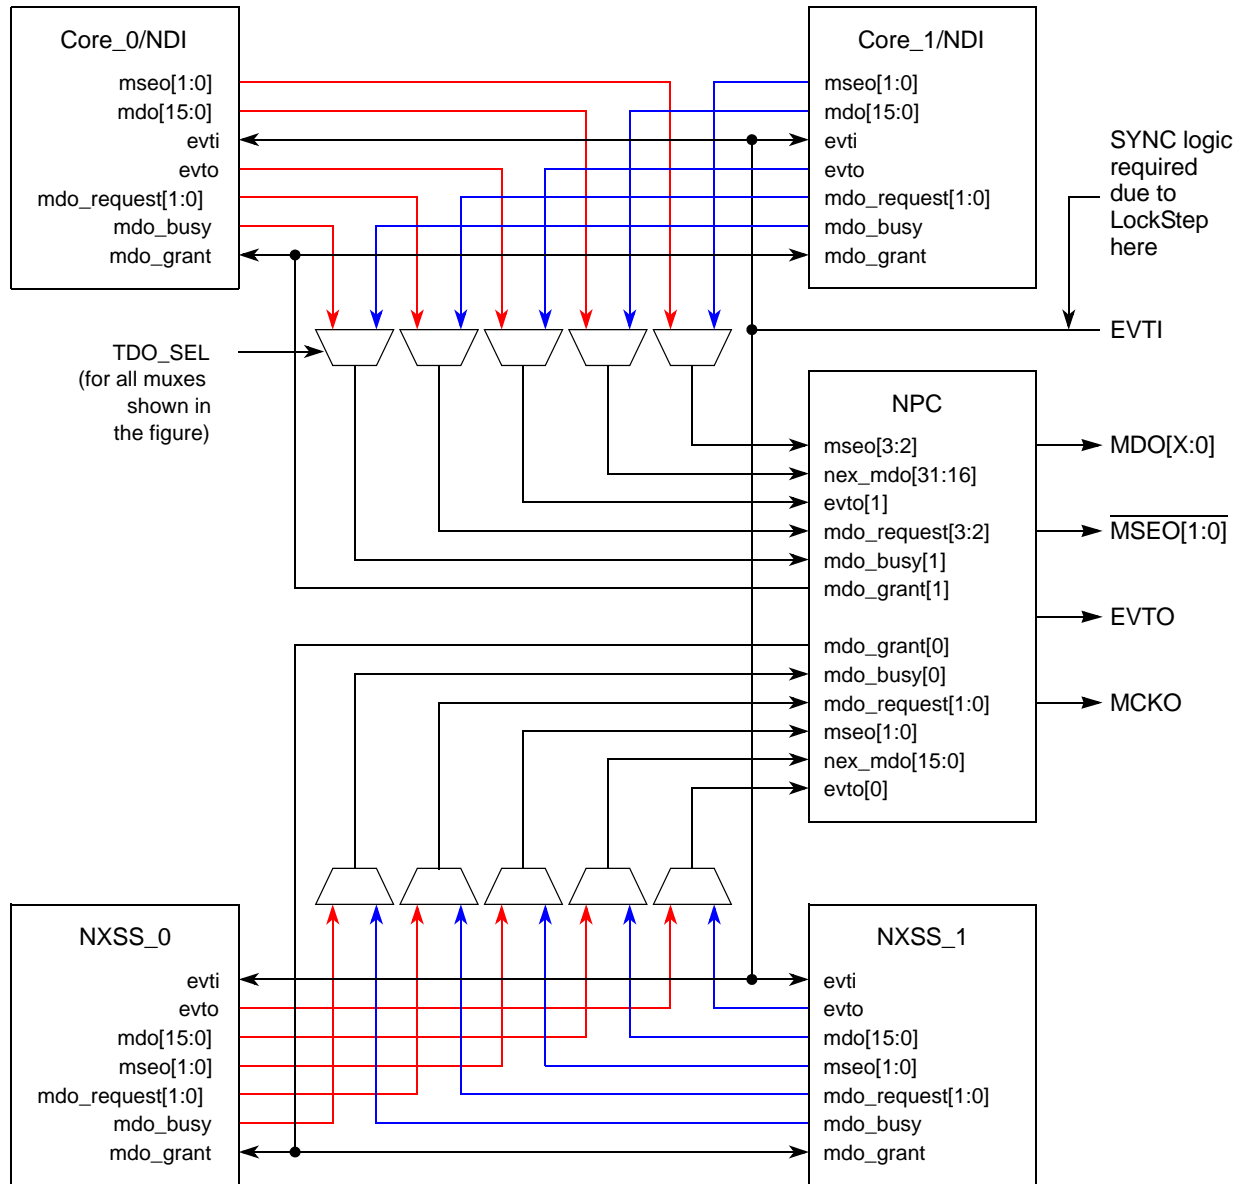 Core_0/NDI
mseo[1:0]
mdo[15:0]
evti
evto
mdo_request[1:0]
mdo_busy
mdo_grant
Core_1/NDI
mseo[1:0]
mdo[15:0]
evti
evto
mdo_request[1:0]
mdo_busy
mdo_grant
SYNC logic
required
due to
LockStep
here
EVTI
TDO_SEL
(for all muxes
shown in
the figure)
NPC
mseo[3:2]
nex_mdo[31:16]
evto[1]
mdo_request[3:2]
mdo_busy[1]
mdo_grant[1]
mdo_grant[0]
mdo_busy[0]
mdo_request[1:0]
mseo[1:0]
nex_mdo[15:0]
evto[0]
MDO[X:0]
MSEO[1:0]
EVTO
MCKO
NXSS_0
evti
evto
mdo[15:0]
mseo[1:0]
mdo_request[1:0]
mdo_busy
mdo_grant
NXSS_1
evti
evto
mdo[15:0]
mseo[1:0]
mdo_request[1:0]
mdo_busy
mdo_grant